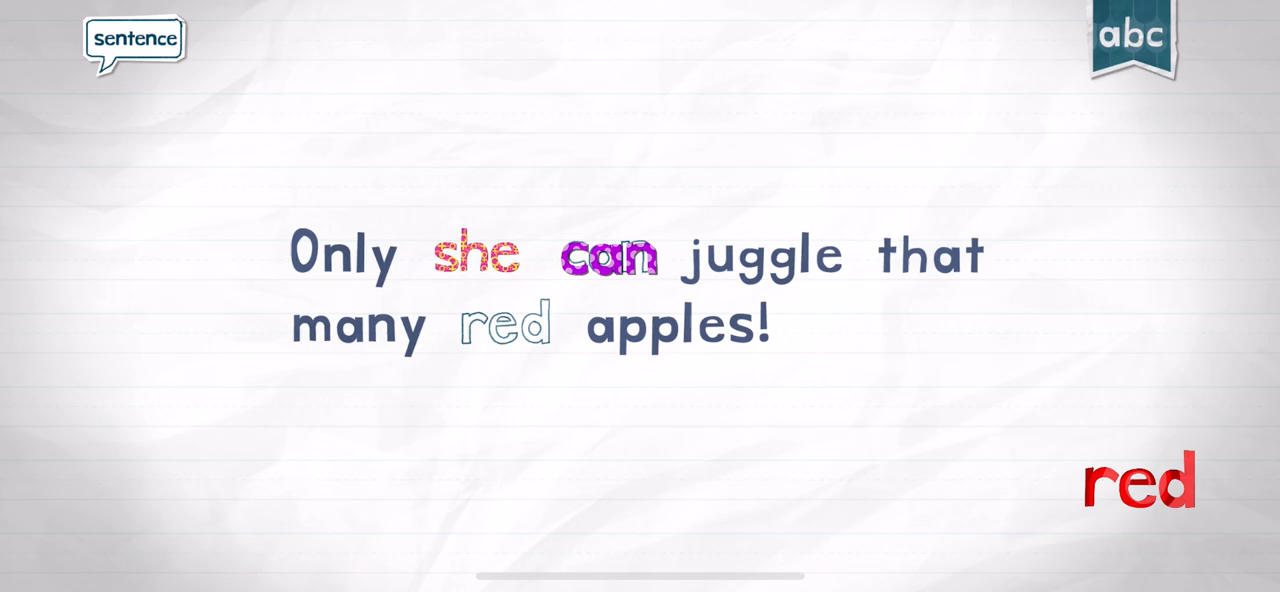 sentence
abc
Only she can juggle that
many red apples!
red